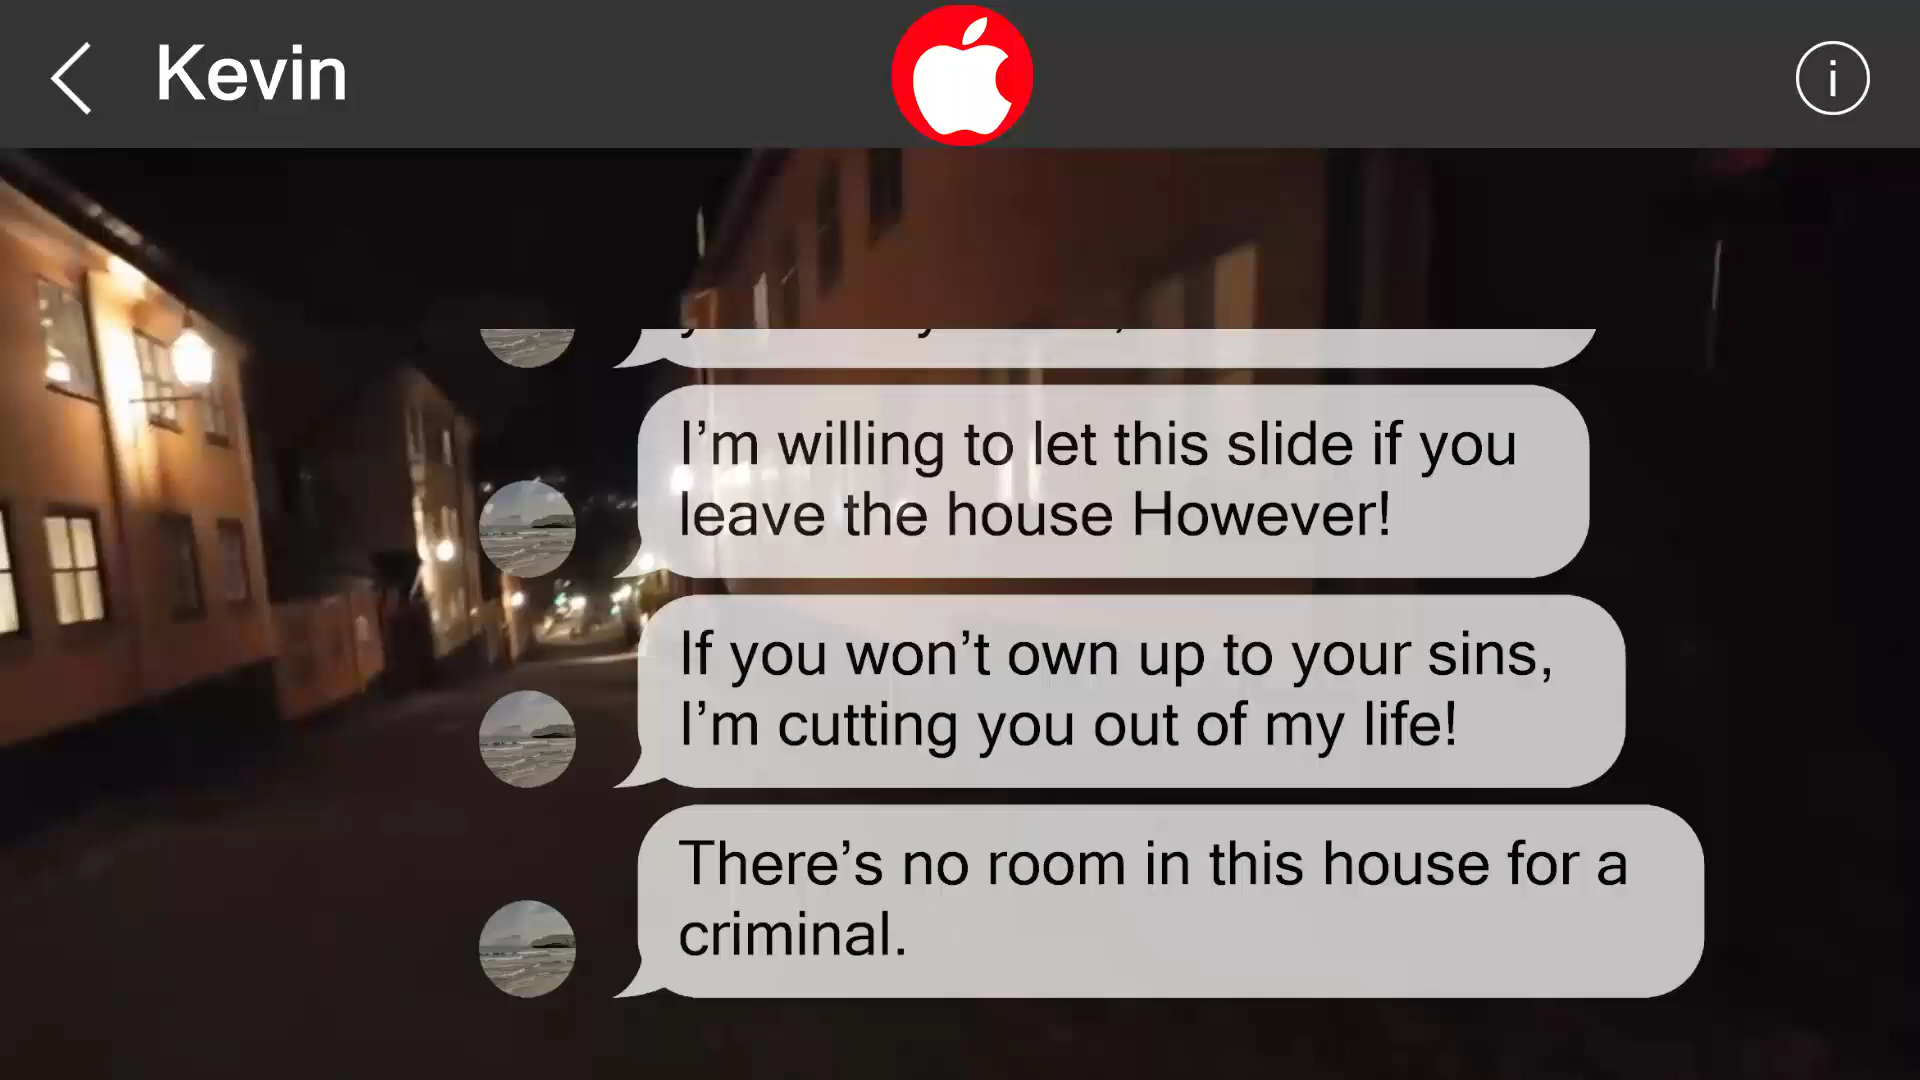 Kevin
I’m willing to let this slide if you
leave the house However!
If you won’t own up to your sins,
I’m cutting you out of my life!
There’s no room in this house for a
criminal.